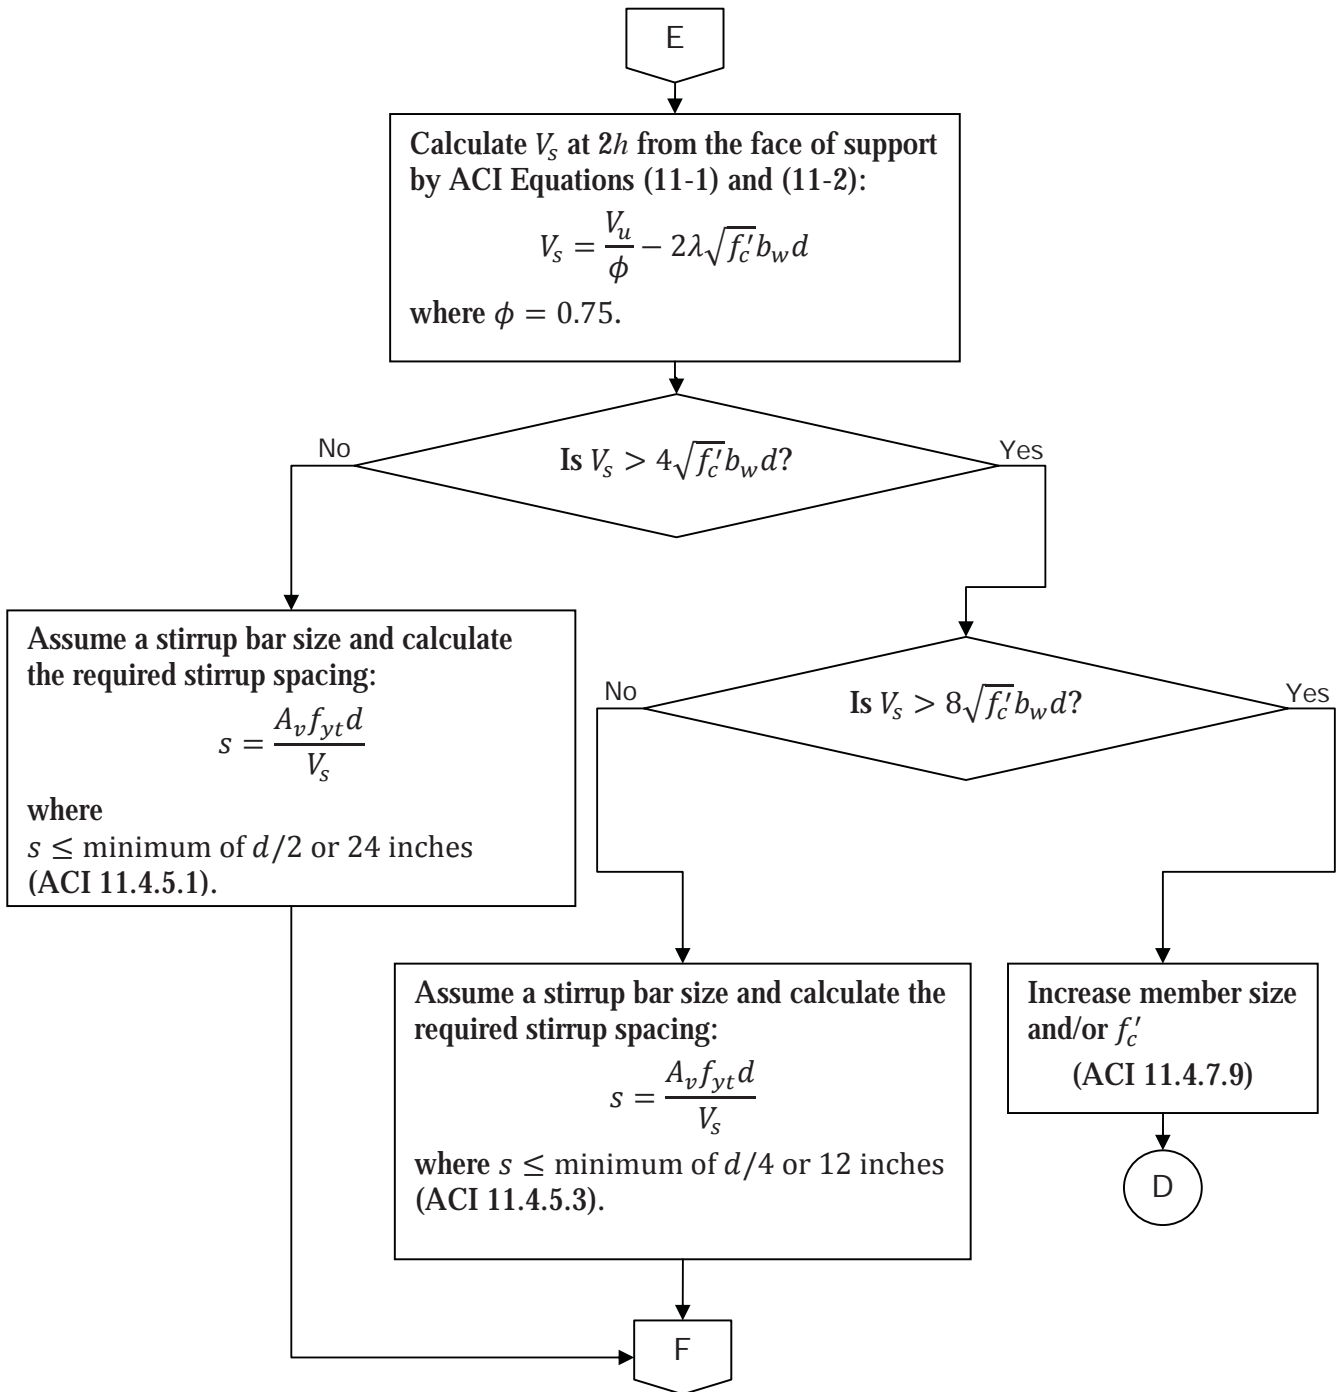 E
Calculate V_s at 2h from the face of support
by ACI Equations (11-1) and (11-2):
V_s = V_u/ϕ − 2λ√f_c′ b_w d
where ϕ = 0.75.
Is V_s > 4√f_c′ b_w d?
No
Yes
Assume a stirrup bar size and calculate
the required stirrup spacing:
s = A_v f_yt d / V_s
where
s ≤ minimum of d/2 or 24 inches
(ACI 11.4.5.1).
Is V_s > 8√f_c′ b_w d?
No
Yes
Assume a stirrup bar size and calculate the
required stirrup spacing:
s = A_v f_yt d / V_s
where s ≤ minimum of d/4 or 12 inches
(ACI 11.4.5.3).
Increase member size
and/or f_c′
(ACI 11.4.7.9)
D
F